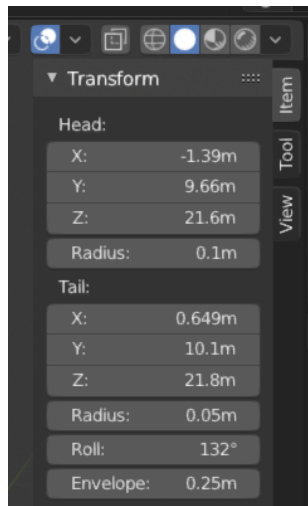 Transform
Head:
X: -1.39m
Y: 9.66m
Z: 21.6m
Radius: 0.1m
Tail:
X: 0.649m
Y: 10.1m
Z: 21.8m
Radius: 0.05m
Roll: 132°
Envelope: 0.25m
Item
Tool
View